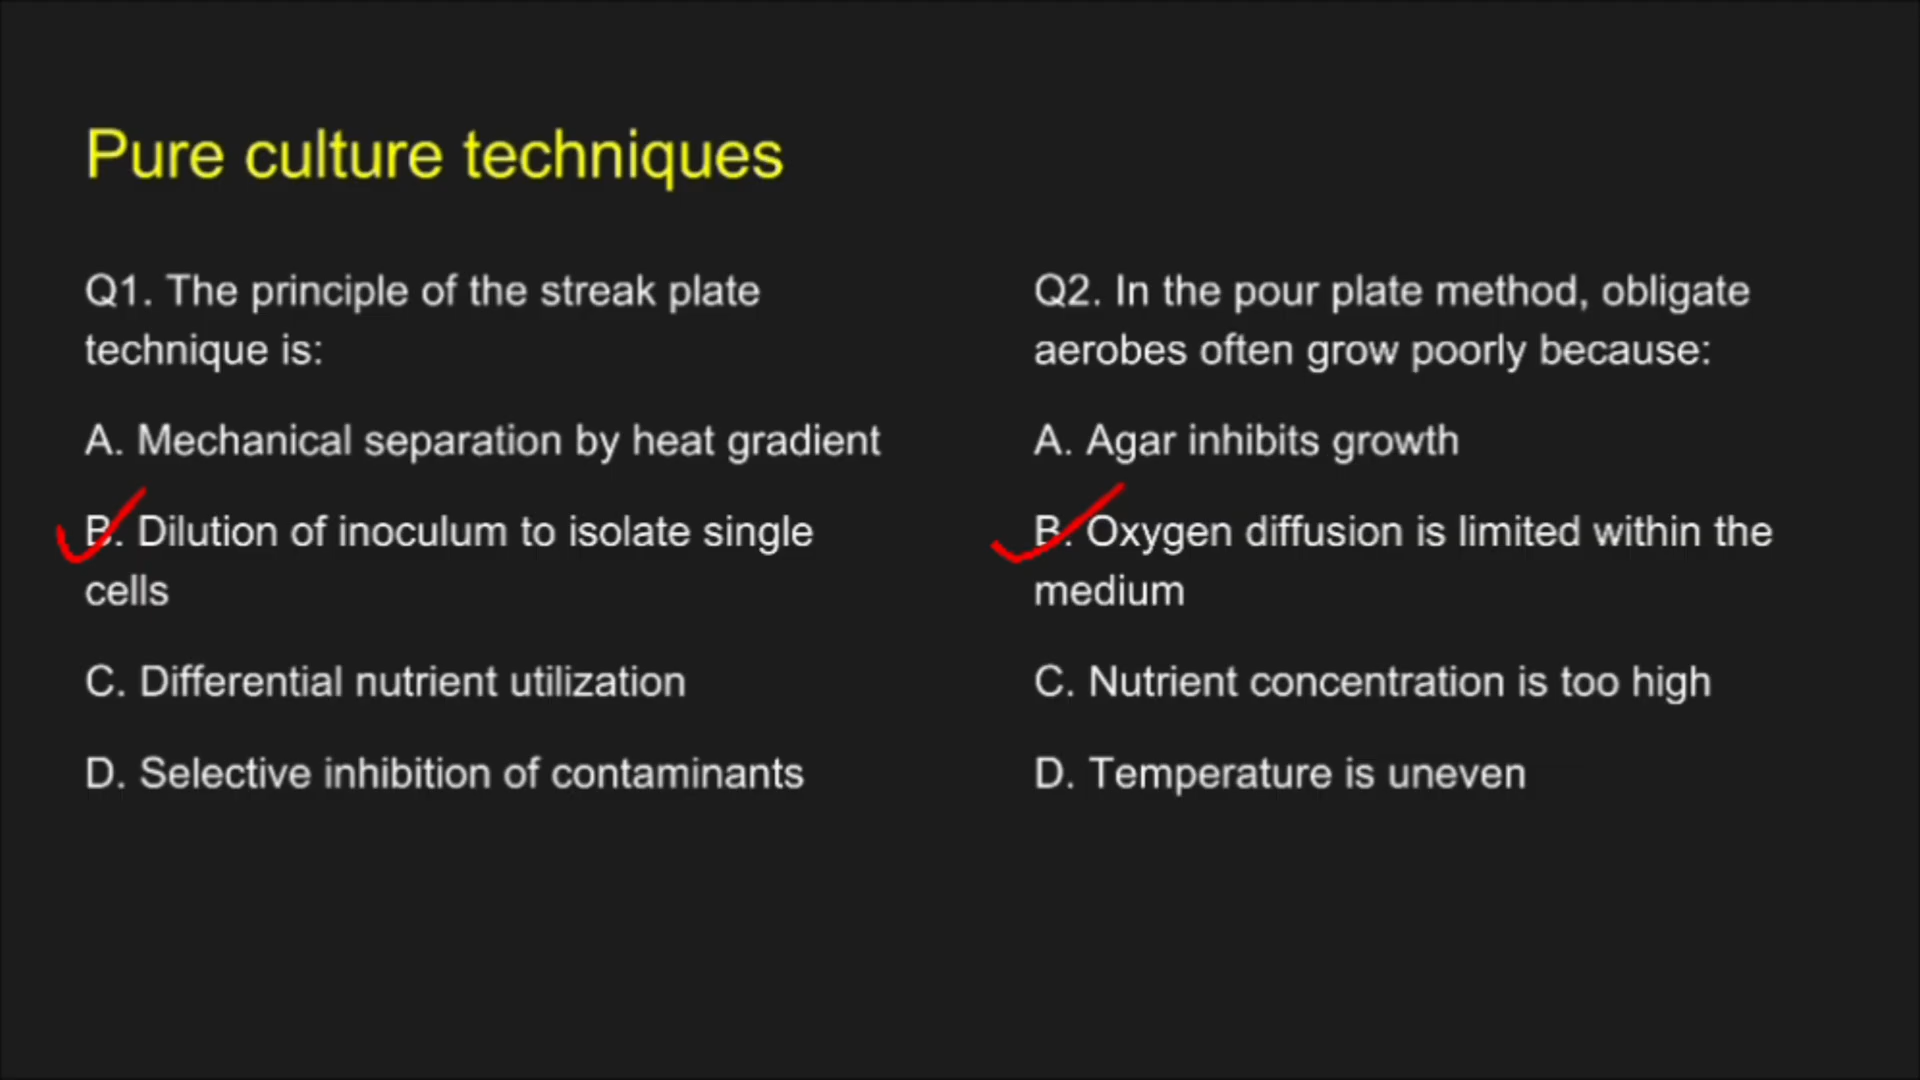 Pure culture techniques
Q1. The principle of the streak plate
technique is:
A. Mechanical separation by heat gradient
B. Dilution of inoculum to isolate single
cells
C. Differential nutrient utilization
D. Selective inhibition of contaminants
Q2. In the pour plate method, obligate
aerobes often grow poorly because:
A. Agar inhibits growth
B. Oxygen diffusion is limited within the
medium
C. Nutrient concentration is too high
D. Temperature is uneven